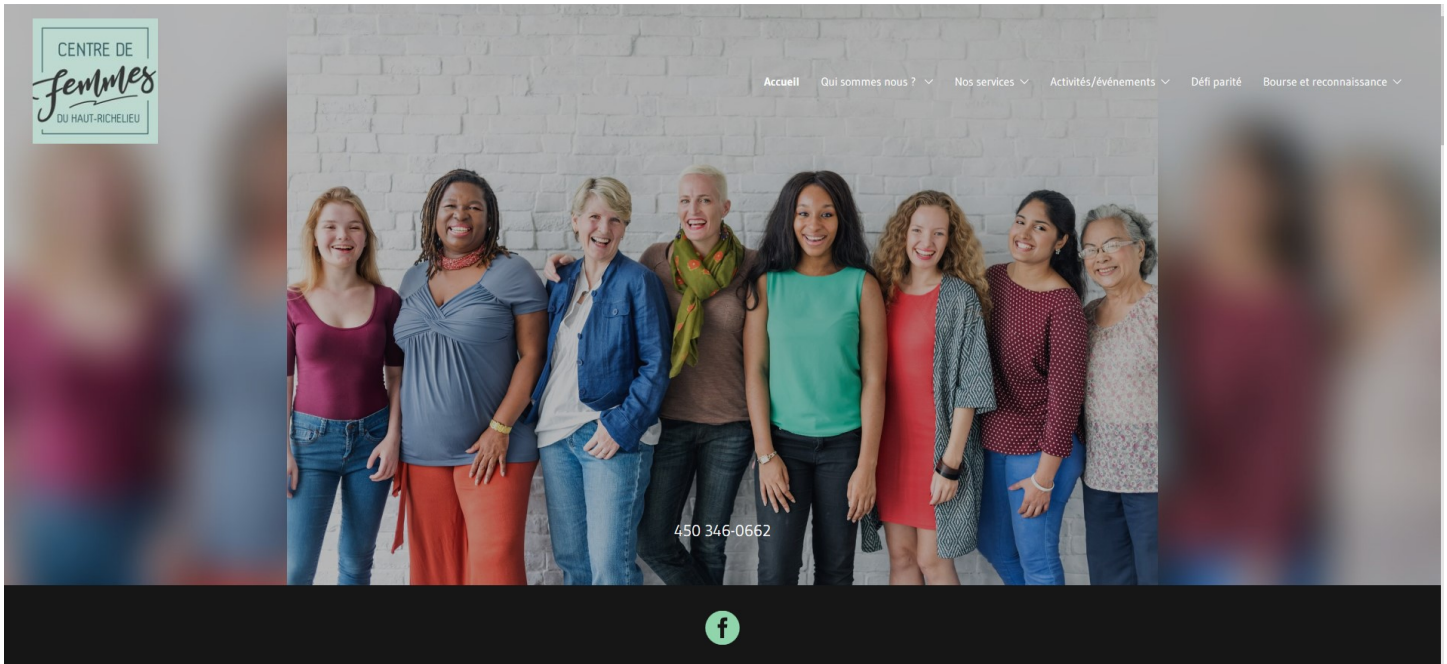 CENTRE DE
femmes
DU HAUT-RICHELIEU
Accueil Qui sommes nous ? Nos services Activités/événements Défi parité Bourse et reconnaissance
450 346-0662
f